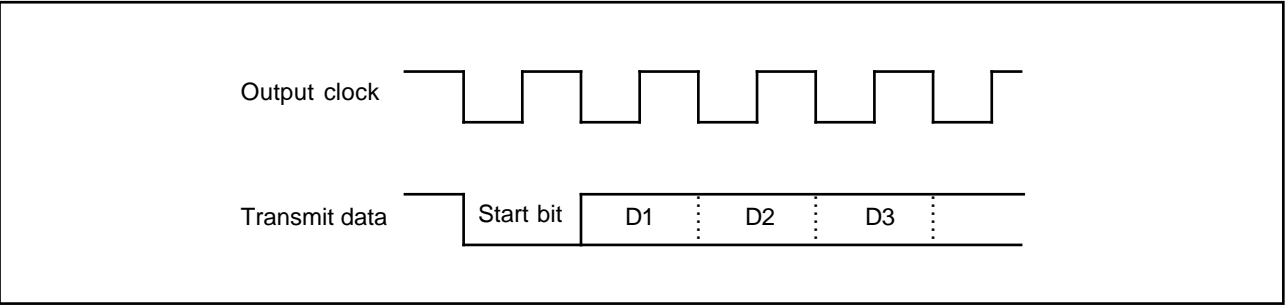 Output clock
Transmit data
Start bit
D1
D2
D3